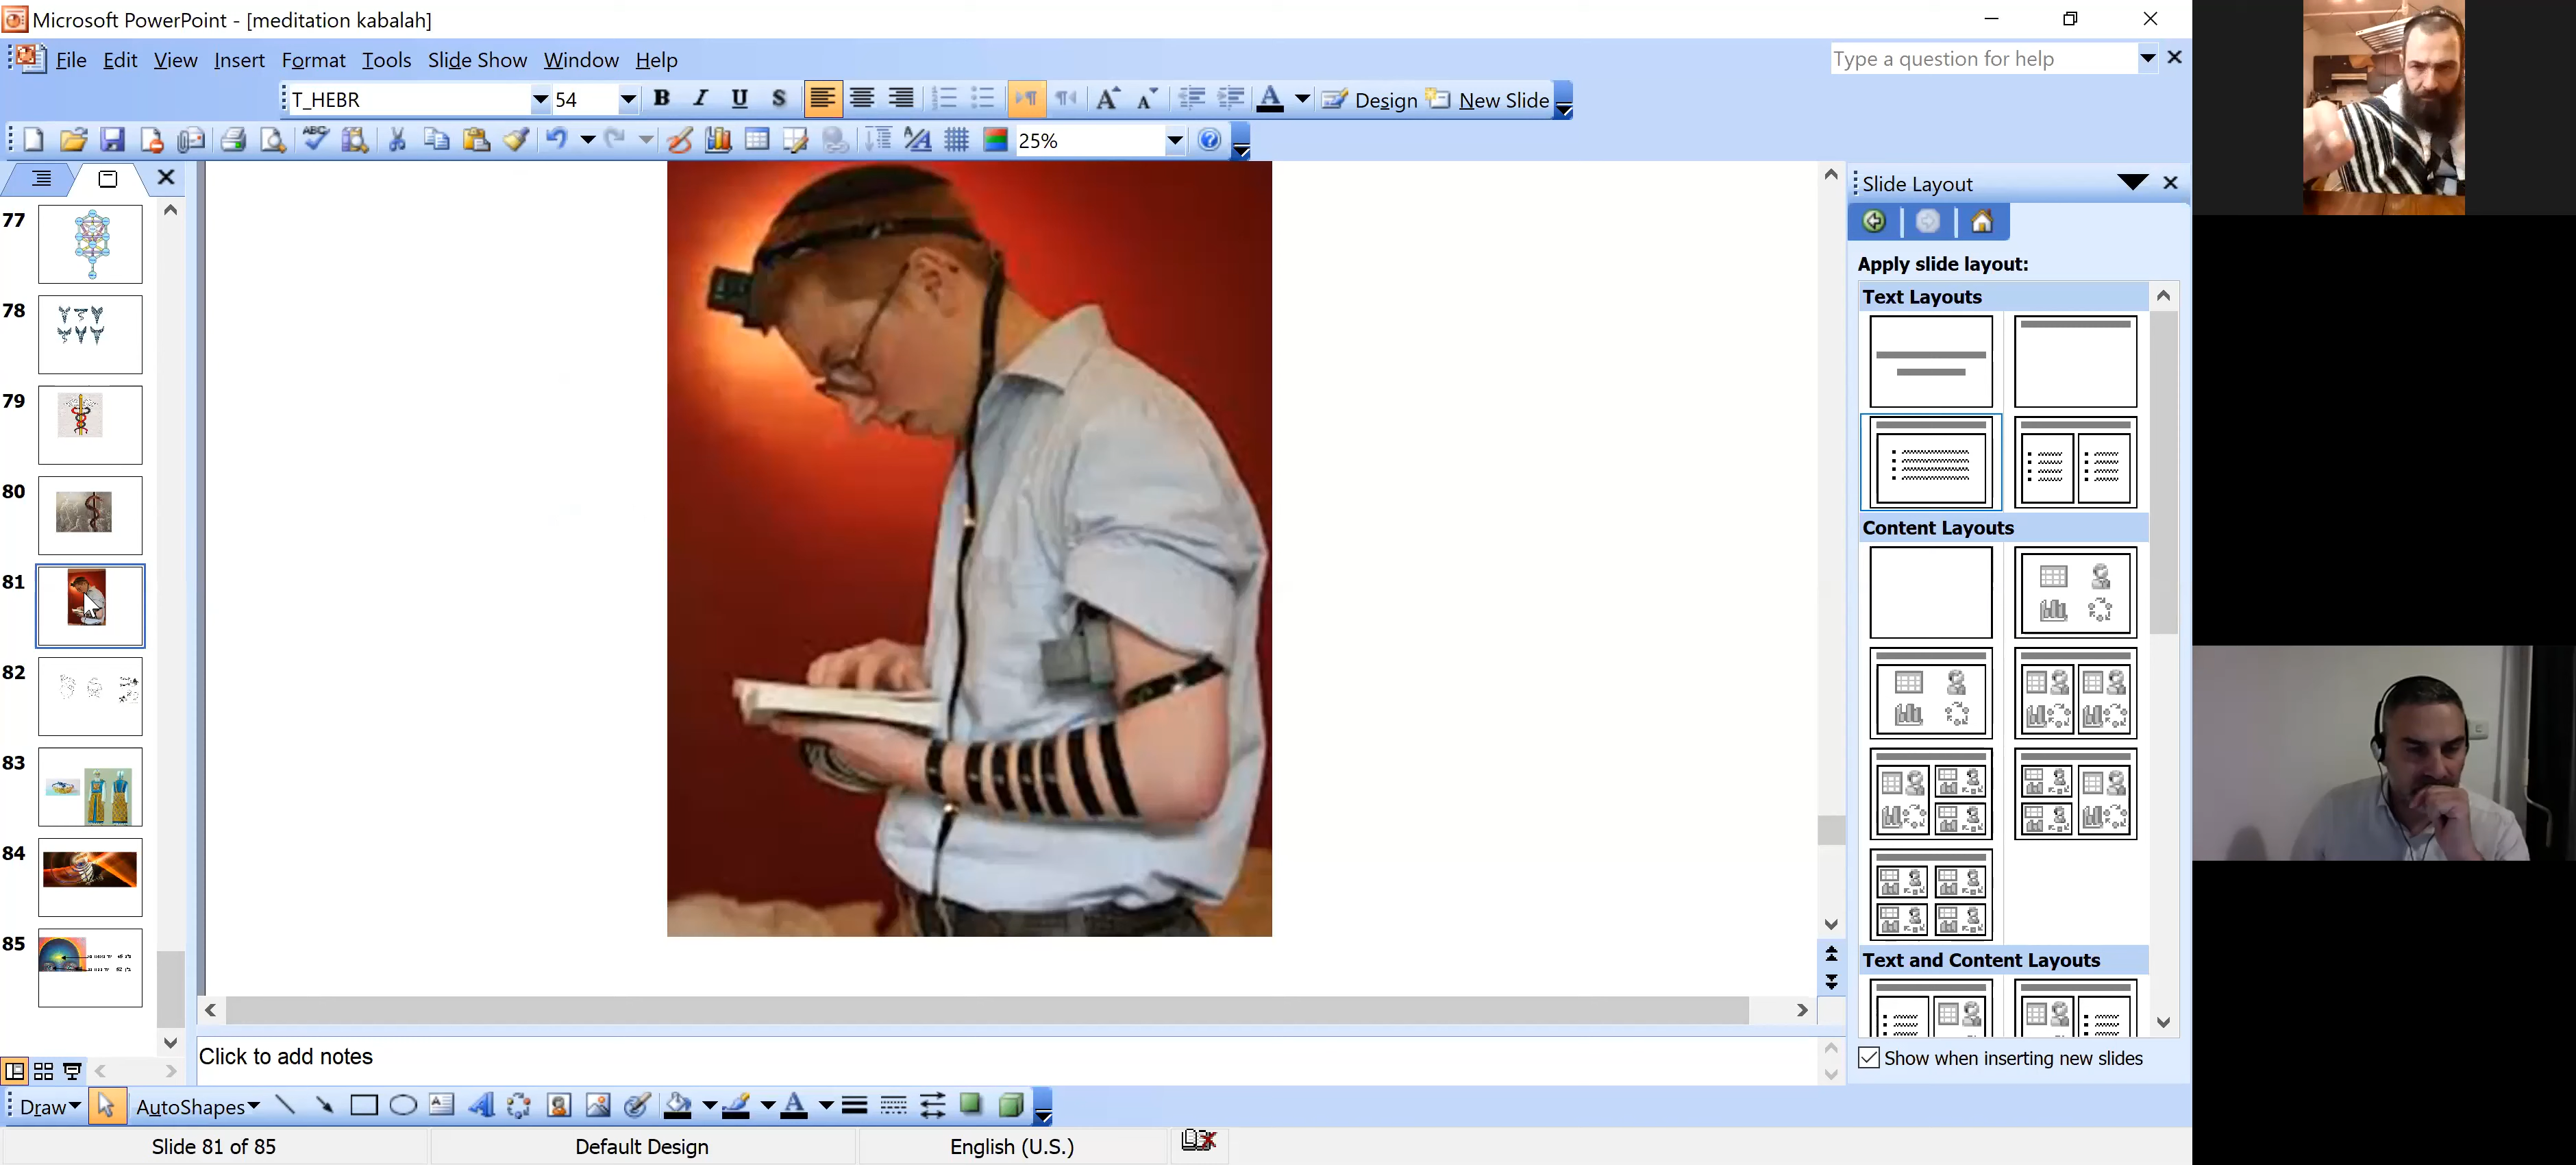 Microsoft PowerPoint - [meditation kabalah]
File Edit View Insert Format Tools Slide Show Window Help
Type a question for help
T_HEBR 54 B I U S A A A Design New Slide
ABC 25%
Slide Layout
Apply slide layout:
Text Layouts
Content Layouts
Text and Content Layouts
Show when inserting new slides
77
78
79
80
81
82
83
84
85
Click to add notes
Draw AutoShapes
Slide 81 of 85 Default Design English (U.S.)